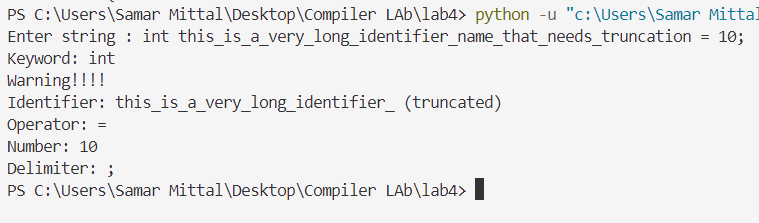 PS C:\Users\Samar Mittal\Desktop\Compiler LAb\lab4> python -u "c:\Users\Samar Mittal
Enter string : int this_is_a_very_long_identifier_name_that_needs_truncation = 10;
Keyword: int
Warning!!!!
Identifier: this_is_a_very_long_identifier_ (truncated)
Operator: =
Number: 10
Delimiter: ;
PS C:\Users\Samar Mittal\Desktop\Compiler LAb\lab4>